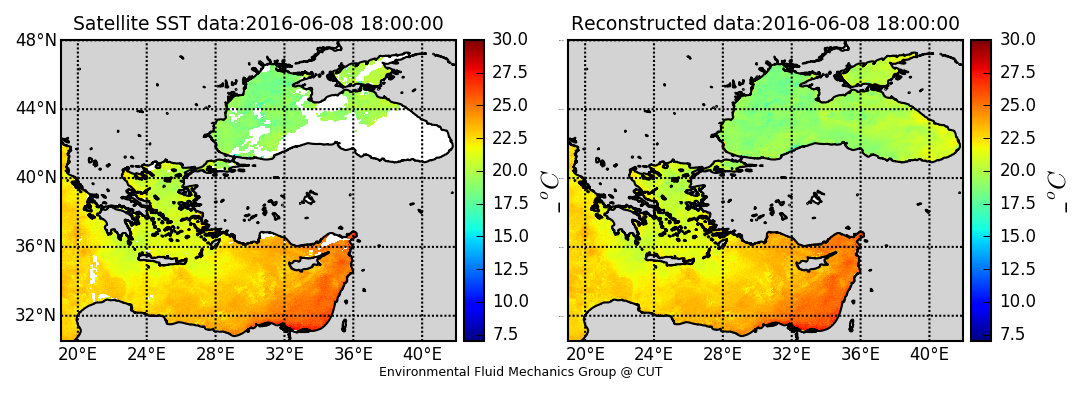 Satellite SST data:2016-06-08 18:00:00
48°N
44°N
40°N
36°N
32°N
20°E 24°E 28°E 32°E 36°E 40°E
30.0
27.5
25.0
22.5
20.0
17.5
15.0
12.5
10.0
7.5
_ °C
Reconstructed data:2016-06-08 18:00:00
20°E 24°E 28°E 32°E 36°E 40°E
30.0
27.5
25.0
22.5
20.0
17.5
15.0
12.5
10.0
7.5
_ °C
Environmental Fluid Mechanics Group @ CUT